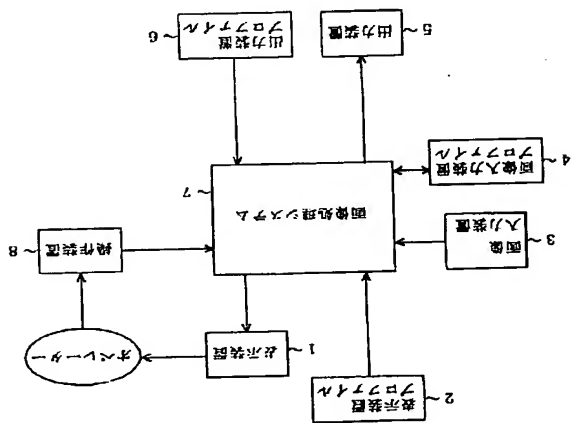 2
表示装置
プロファイル
1
表示装置
オペレーター
3
画像
入力装置
画像処理システム
7
操作装置
8
4
画像入力装置
プロファイル
5
出力装置
出力装置
プロファイル
6